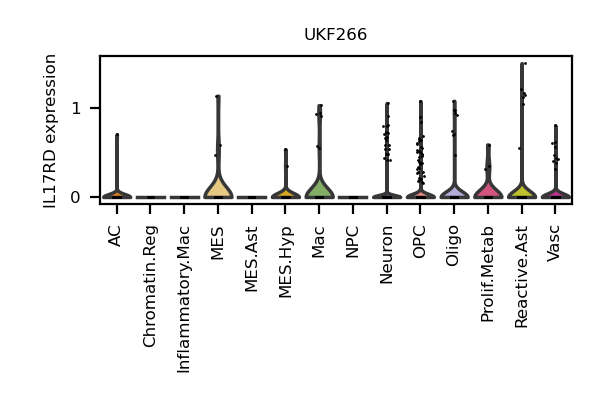 UKF266
IL17RD expression
1
0
AC
Chromatin.Reg
Inflammatory.Mac
MES
MES.Ast
MES.Hyp
Mac
NPC
Neuron
OPC
Oligo
Prolif.Metab
Reactive.Ast
Vasc